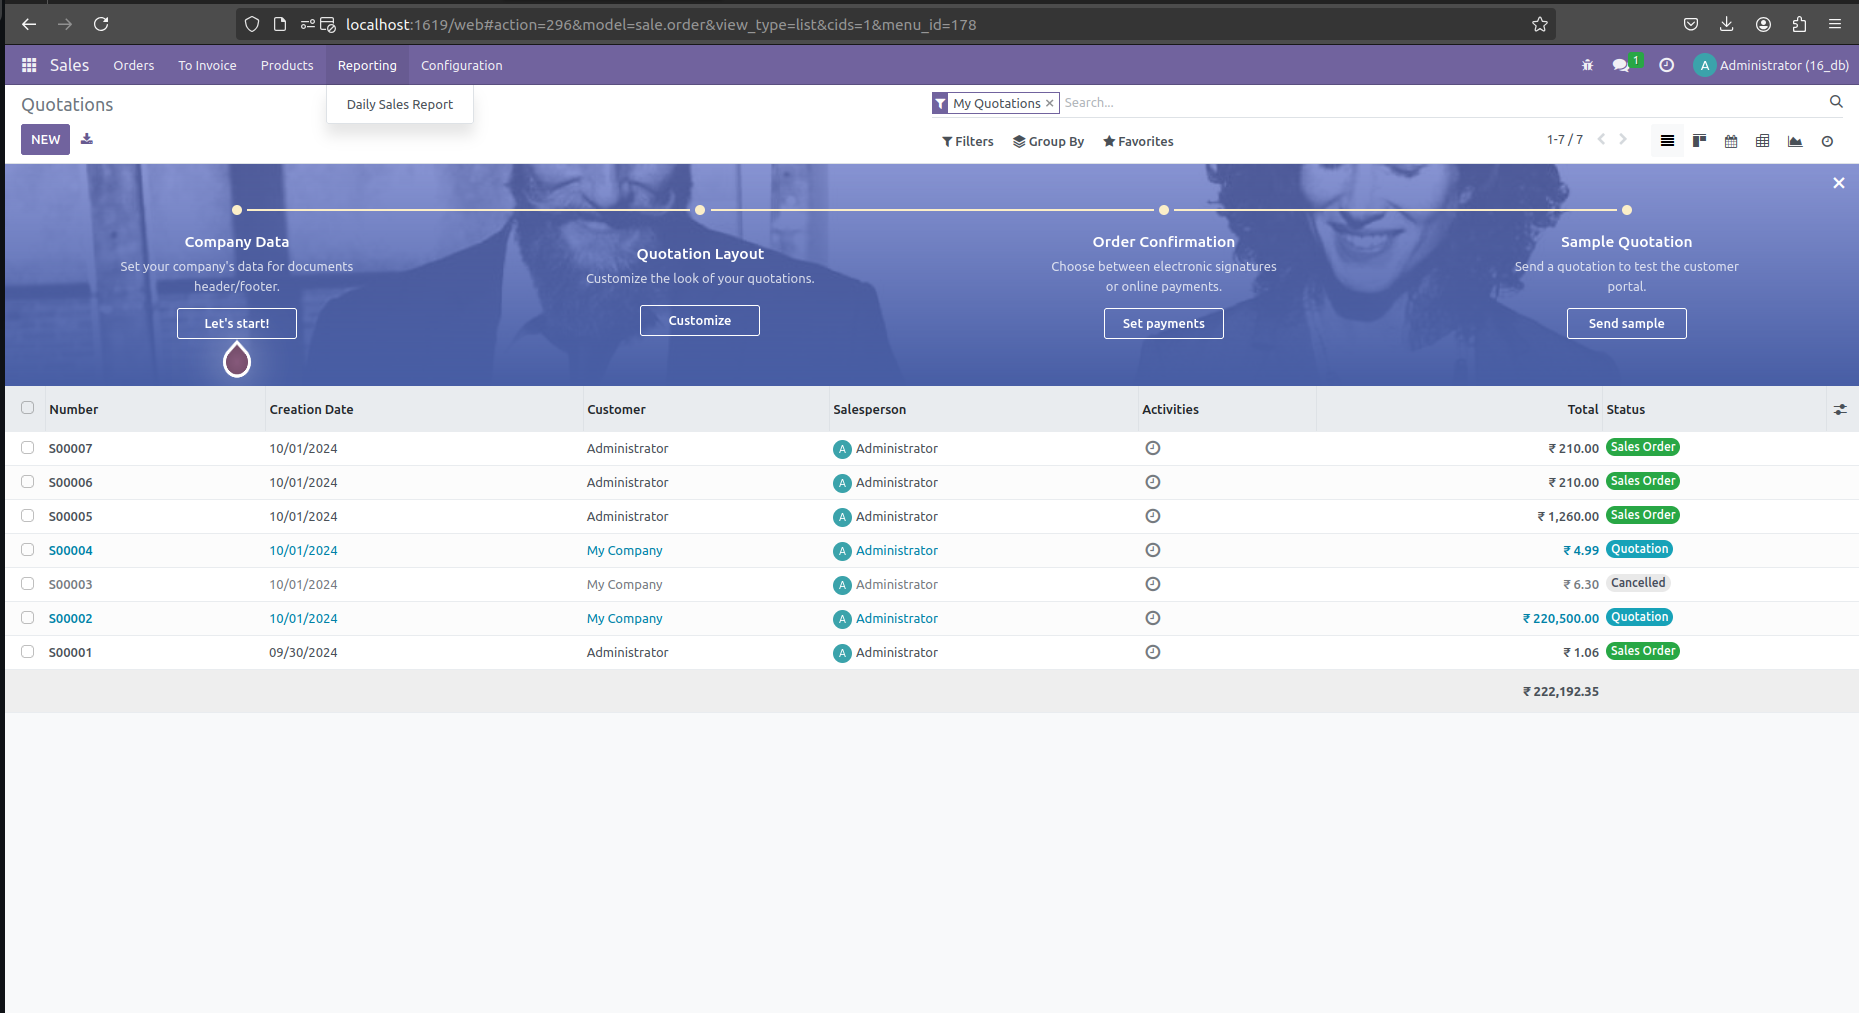 localhost:1619/web#action=296&model=sale.order&view_type=list&cids=1&menu_id=178
Sales Orders To Invoice Products Reporting Configuration 1 A Administrator (16_db)
Quotations Daily Sales Report My Quotations × Search...
NEW Filters Group By Favorites 1-7 / 7
Company Data
Set your company's data for documents
header/footer.
Let's start!
Quotation Layout
Customize the look of your quotations.
Customize
Order Confirmation
Choose between electronic signatures
or online payments.
Set payments
Sample Quotation
Send a quotation to test the customer
portal.
Send sample
Number Creation Date Customer Salesperson Activities Total Status
S00007 10/01/2024 Administrator A Administrator ₹ 210.00 Sales Order
S00006 10/01/2024 Administrator A Administrator ₹ 210.00 Sales Order
S00005 10/01/2024 Administrator A Administrator ₹ 1,260.00 Sales Order
S00004 10/01/2024 My Company A Administrator ₹ 4.99 Quotation
S00003 10/01/2024 My Company A Administrator ₹ 6.30 Cancelled
S00002 10/01/2024 My Company A Administrator ₹ 220,500.00 Quotation
S00001 09/30/2024 Administrator A Administrator ₹ 1.06 Sales Order
₹ 222,192.35